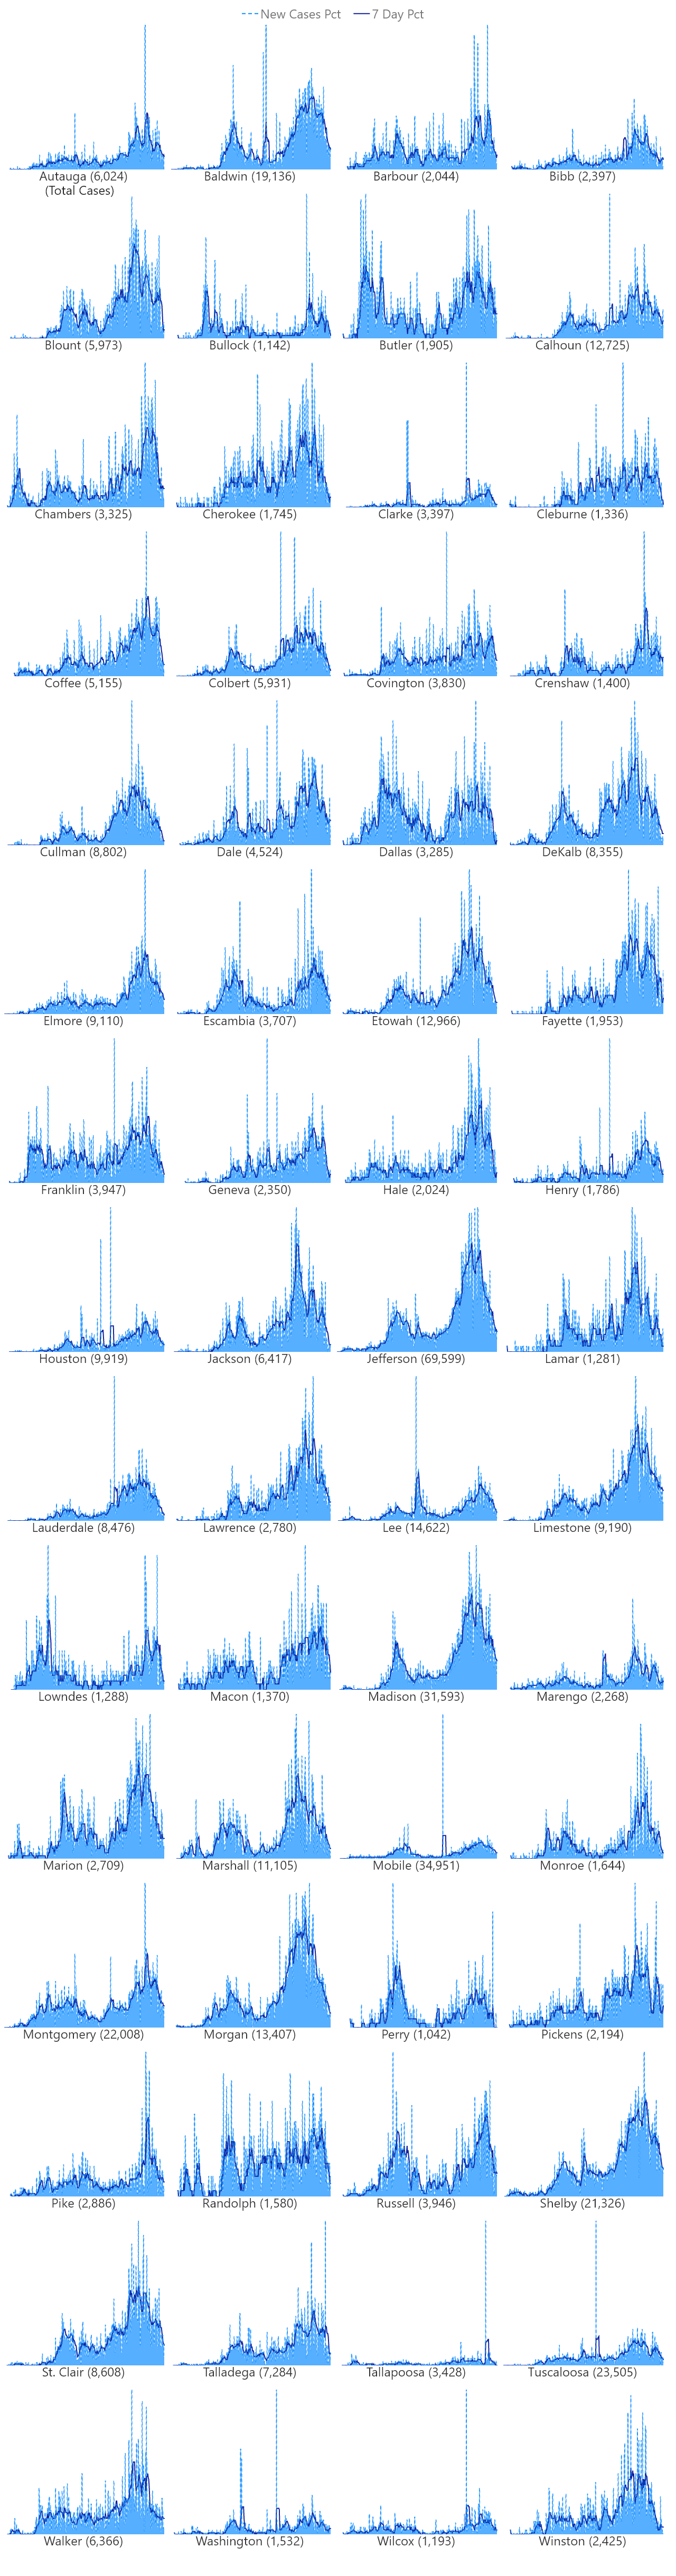 New Cases Pct 7 Day Pct
Autauga (6,024) Baldwin (19,136) Barbour (2,044) Bibb (2,397)
(Total Cases)
Blount (5,973) Bullock (1,142) Butler (1,905) Calhoun (12,725)
Chambers (3,325) Cherokee (1,745) Clarke (3,397) Cleburne (1,336)
Coffee (5,155) Colbert (5,931) Covington (3,830) Crenshaw (1,400)
Cullman (8,802) Dale (4,524) Dallas (3,285) DeKalb (8,355)
Elmore (9,110) Escambia (3,707) Etowah (12,966) Fayette (1,953)
Franklin (3,947) Geneva (2,350) Hale (2,024) Henry (1,786)
Houston (9,919) Jackson (6,417) Jefferson (69,599) Lamar (1,281)
Lauderdale (8,476) Lawrence (2,780) Lee (14,622) Limestone (9,190)
Lowndes (1,288) Macon (1,370) Madison (31,593) Marengo (2,268)
Marion (2,709) Marshall (11,105) Mobile (34,951) Monroe (1,644)
Montgomery (22,008) Morgan (13,407) Perry (1,042) Pickens (2,194)
Pike (2,886) Randolph (1,580) Russell (3,946) Shelby (21,326)
St. Clair (8,608) Talladega (7,284) Tallapoosa (3,428) Tuscaloosa (23,505)
Walker (6,366) Washington (1,532) Wilcox (1,193) Winston (2,425)